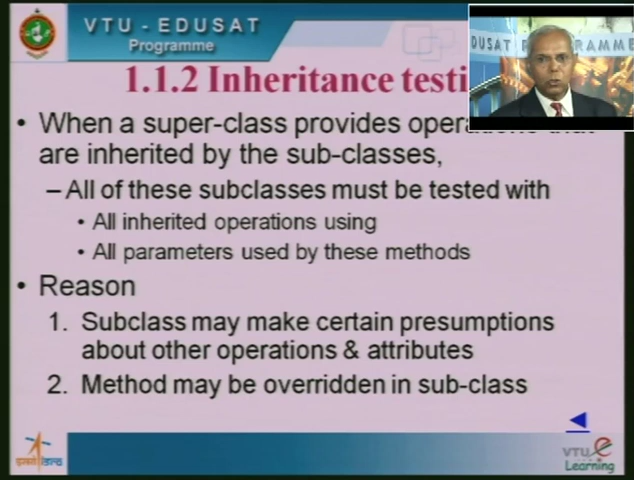 VTU - EDUSAT
Programme
EDUSAT PROGRAMME
1.1.2 Inheritance testi
• When a super-class provides operations that
are inherited by the sub-classes,
– All of these subclasses must be tested with
• All inherited operations using
• All parameters used by these methods
• Reason
1. Subclass may make certain presumptions
about other operations & attributes
2. Method may be overridden in sub-class
VTU e
Learning